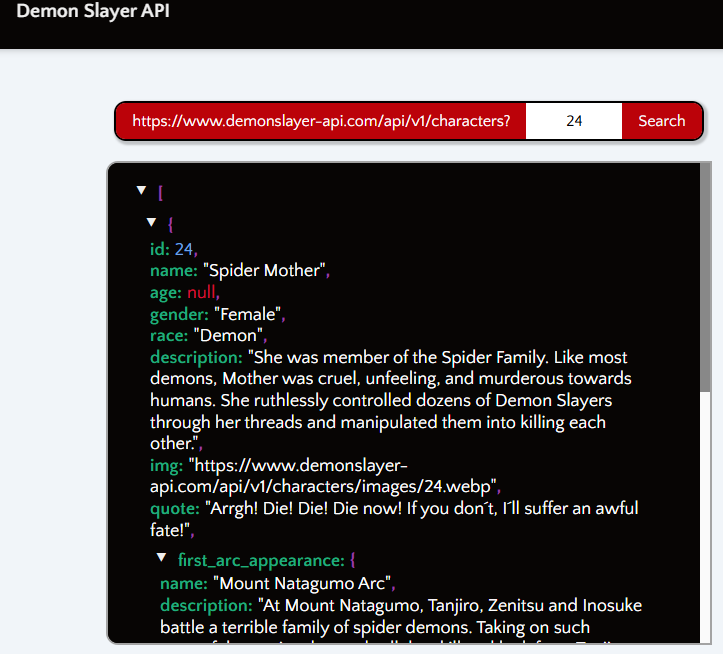 Demon Slayer API
https://www.demonslayer-api.com/api/v1/characters? 24 Search
[
{
id: 24,
name: "Spider Mother",
age: null,
gender: "Female",
race: "Demon",
description: "She was member of the Spider Family. Like most
demons, Mother was cruel, unfeeling, and murderous towards
humans. She ruthlessly controlled dozens of Demon Slayers
through her threads and manipulated them into killing each
other.",
img: "https://www.demonslayer-
api.com/api/v1/characters/images/24.webp",
quote: "Arrgh! Die! Die! Die now! If you don´t, I´ll suffer an awful
fate!",
first_arc_appearance: {
name: "Mount Natagumo Arc",
description: "At Mount Natagumo, Tanjiro, Zenitsu and Inosuke
battle a terrible family of spider demons. Taking on such